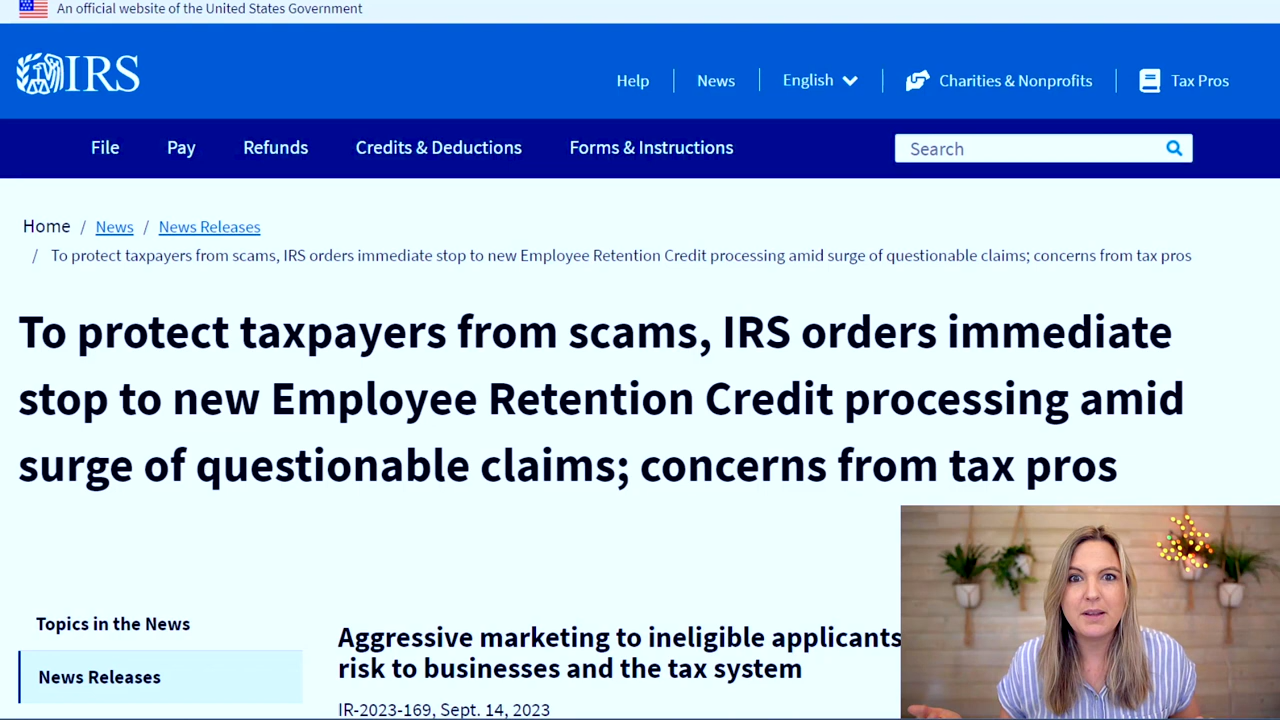 An official website of the United States Government
IRS
Help
News
English
Charities & Nonprofits
Tax Pros
File
Pay
Refunds
Credits & Deductions
Forms & Instructions
Search
Home / News / News Releases
/ To protect taxpayers from scams, IRS orders immediate stop to new Employee Retention Credit processing amid surge of questionable claims; concerns from tax pros
To protect taxpayers from scams, IRS orders immediate
stop to new Employee Retention Credit processing amid
surge of questionable claims; concerns from tax pros
Topics in the News
News Releases
Aggressive marketing to ineligible applicants
risk to businesses and the tax system
IR-2023-169, Sept. 14, 2023